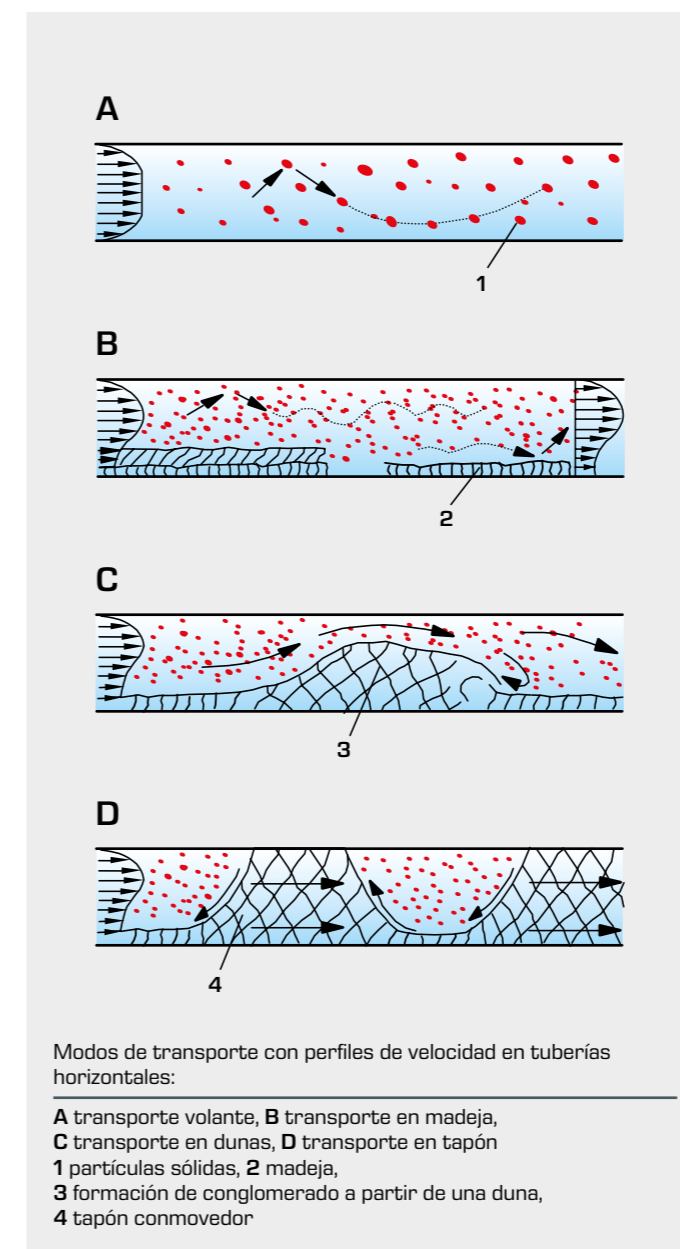 A
1
B
2
C
3
D
4
Modos de transporte con perfiles de velocidad en tuberías
horizontales:
A transporte volante, B transporte en madeja,
C transporte en dunas, D transporte en tapón
1 partículas sólidas, 2 madeja,
3 formación de conglomerado a partir de una duna,
4 tapón conmovedor